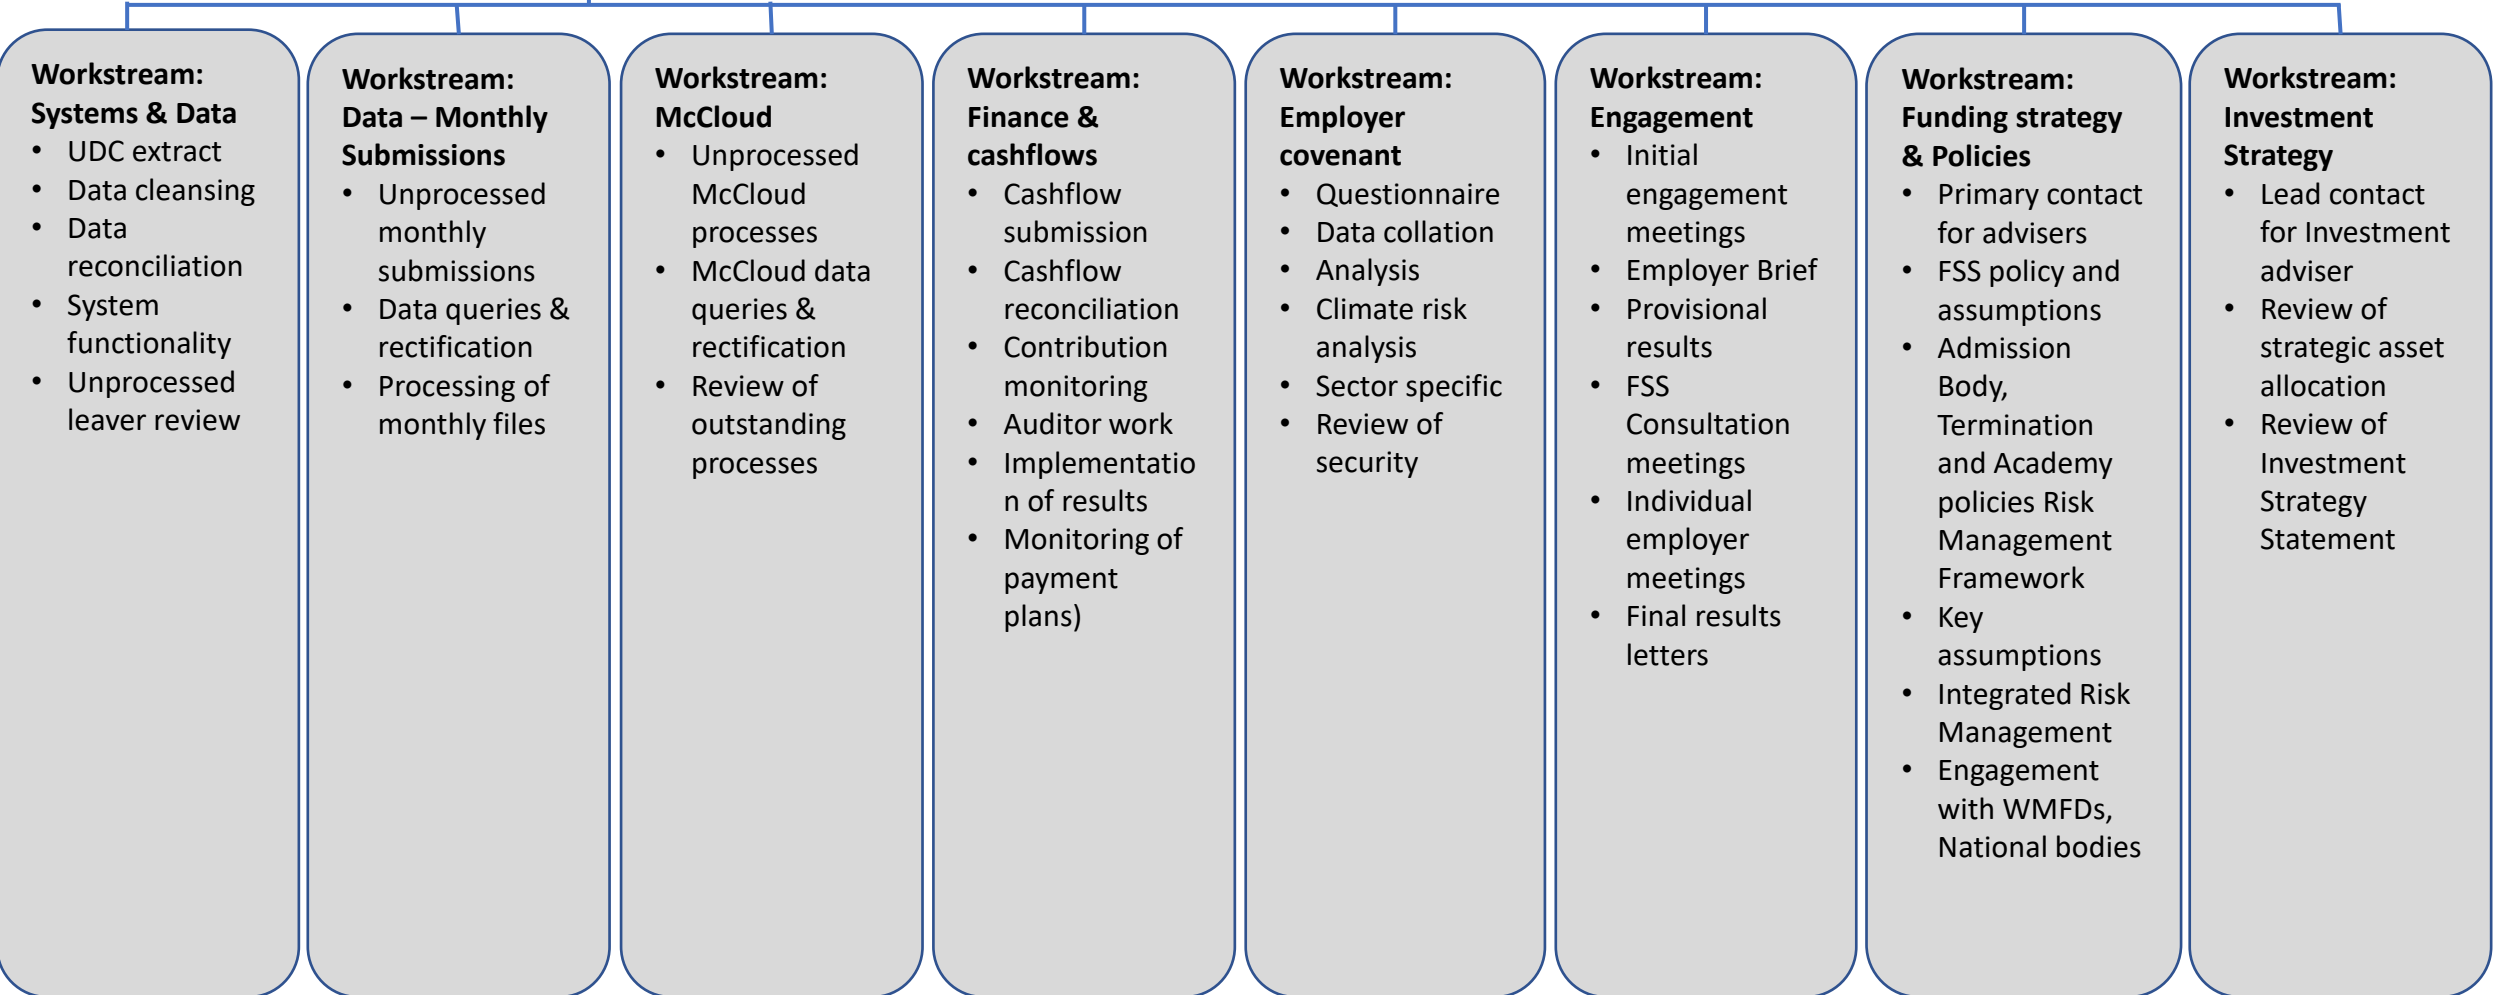 Workstream:
Systems & Data
• UDC extract
• Data cleansing
• Data
reconciliation
• System
functionality
• Unprocessed
leaver review
Workstream:
Data – Monthly
Submissions
• Unprocessed
monthly
submissions
• Data queries &
rectification
• Processing of
monthly files
Workstream:
McCloud
• Unprocessed
McCloud
processes
• McCloud data
queries &
rectification
• Review of
outstanding
processes
Workstream:
Finance &
cashflows
• Cashflow
submission
• Cashflow
reconciliation
• Contribution
monitoring
• Auditor work
• Implementatio
n of results
• Monitoring of
payment
plans)
Workstream:
Employer
covenant
• Questionnaire
• Data collation
• Analysis
• Climate risk
analysis
• Sector specific
• Review of
security
Workstream:
Engagement
• Initial
engagement
meetings
• Employer Brief
• Provisional
results
• FSS
Consultation
meetings
• Individual
employer
meetings
• Final results
letters
Workstream:
Funding strategy
& Policies
• Primary contact
for advisers
• FSS policy and
assumptions
• Admission
Body,
Termination
and Academy
policies Risk
Management
Framework
• Key
assumptions
• Integrated Risk
Management
• Engagement
with WMFDs,
National bodies
Workstream:
Investment
Strategy
• Lead contact
for Investment
adviser
• Review of
strategic asset
allocation
• Review of
Investment
Strategy
Statement